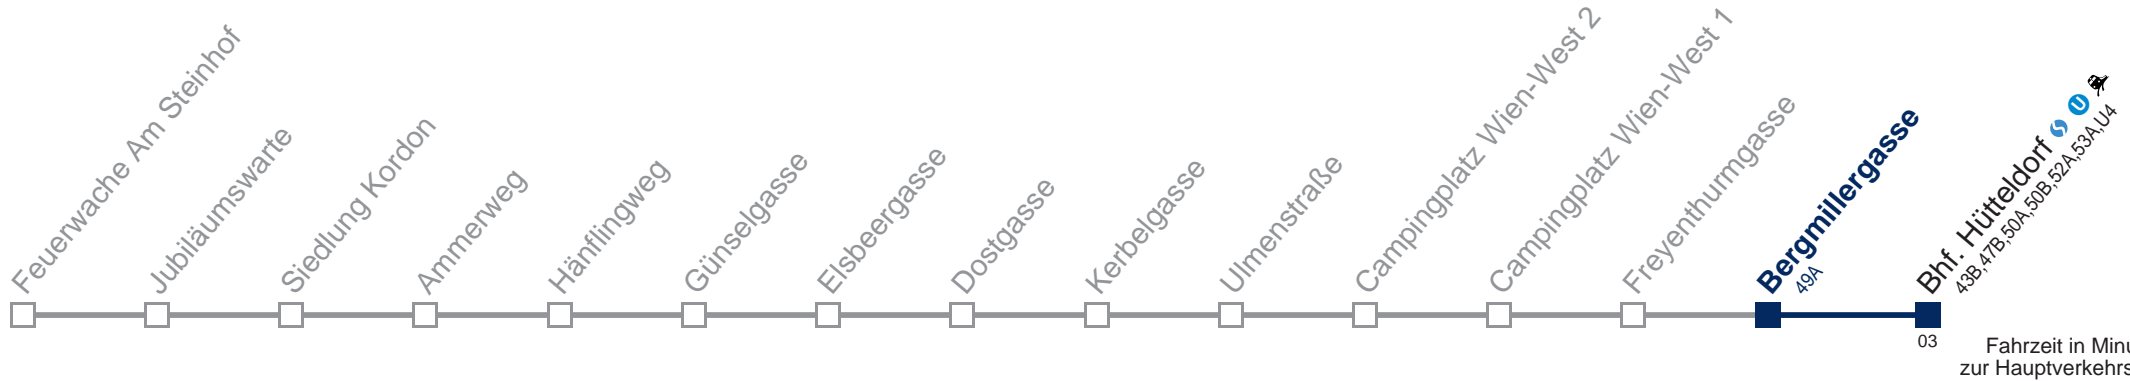 Feuerwache Am Steinhof
Jubiläumswarte
Siedlung Kordon
Ammerweg
Hänflingweg
Günselgasse
Elsbeergasse
Dostgasse
Kerbelgasse
Ulmenstraße
Campingplatz Wien-West 2
Campingplatz Wien-West 1
Freyenthurmgasse
Bergmillergasse
49A
Bhf. Hütteldorf S U
43B,47B,50A,50B,52A,53A,U4
03
Fahrzeit in Minu
zur Hauptverkehrs